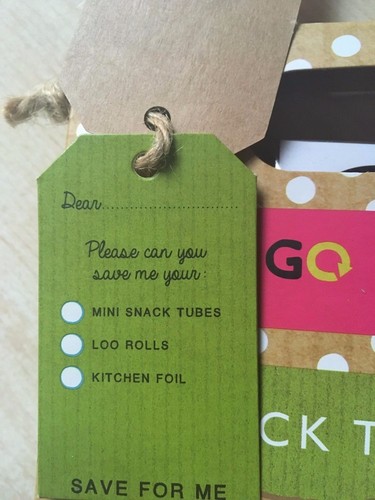 Dear........................................
Please can you
save me your:
MINI SNACK TUBES
LOO ROLLS
KITCHEN FOIL
SAVE FOR ME
GO
CK T